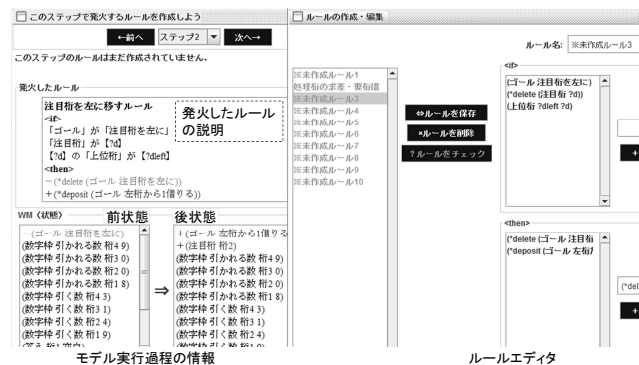 このステップで発火するルールを作成しよう
←前へ ステップ2 次へ→
このステップのルールはまだ作成されていません。
発火したルール
注目桁を左に移すルール
<if>
「ゴール」が「注目桁を左に」
「注目桁」が【?d】
【?d】の「上位桁」が【?dleft】
<then>
－(*delete (ゴール 注目桁を左に))
＋(*deposit (ゴール 左桁から1借りる))
発火したルール
の説明
WM〈状態〉
前状態
－(ゴール 注目桁を左に)
(数字枠 引かれる数 桁4 9)
(数字枠 引かれる数 桁3 0)
(数字枠 引かれる数 桁2 0)
(数字枠 引かれる数 桁1 8)
(数字枠 引く数 桁4 3)
(数字枠 引く数 桁3 1)
(数字枠 引く数 桁2 4)
(数字枠 引く数 桁1 9)
⇒
後状態
＋(ゴール 左桁から1借りる
＋(注目桁 桁2)
(数字枠 引かれる数 桁4 9)
(数字枠 引かれる数 桁3 0)
(数字枠 引かれる数 桁2 0)
(数字枠 引かれる数 桁1 8)
(数字枠 引く数 桁4 3)
(数字枠 引く数 桁3 1)
(数字枠 引く数 桁2 4)
モデル実行過程の情報
ルールの作成・編集
ルール名: ※未作成ルール3
※未作成ルール1
処理桁の求差・要桁借
※未作成ルール3
※未作成ルール4
※未作成ルール5
※未作成ルール6
※未作成ルール7
※未作成ルール8
※未作成ルール9
※未作成ルール10
⇔ルールを保存
×ルールを削除
?ルールをチェック
<if>
(ゴール 注目桁を左に)
(*delete (注目桁 ?d))
(上位桁 ?d ?dleft)
+
<then>
(*delete (ゴール 注目桁
(*deposit (ゴール 左桁
(*del
+
ルールエディタ